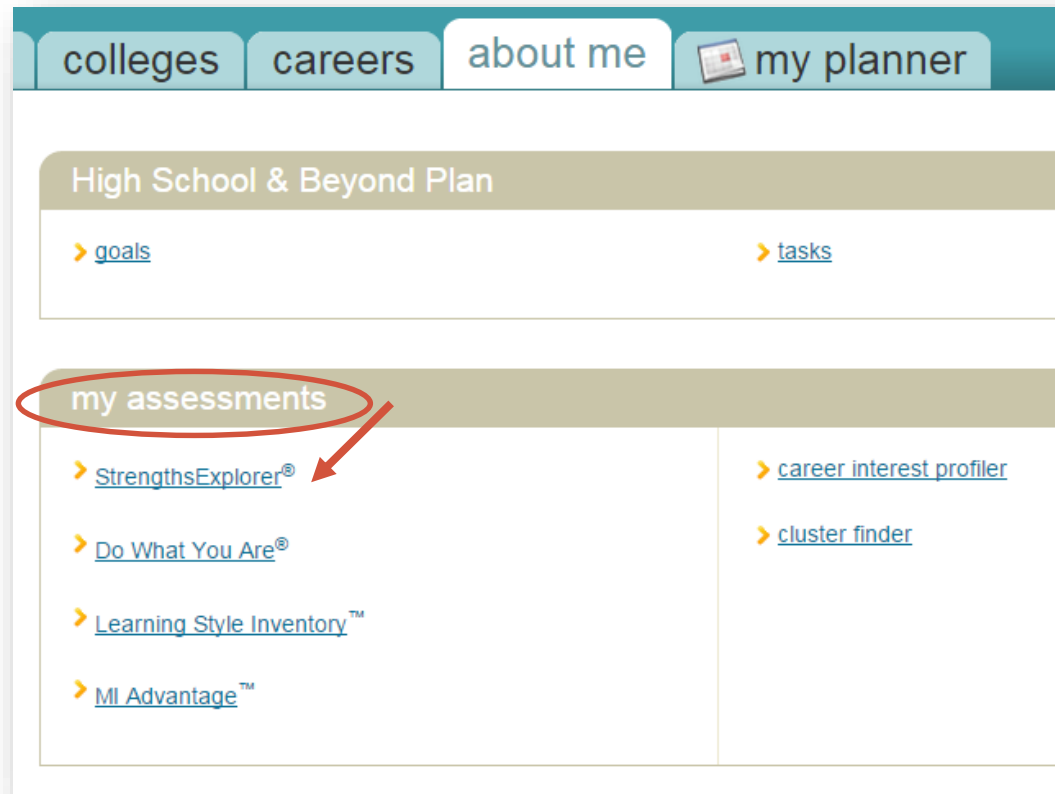 colleges careers about me my planner
High School & Beyond Plan
goals tasks
my assessments
StrengthsExplorer® career interest profiler
Do What You Are® cluster finder
Learning Style Inventory™
MI Advantage™